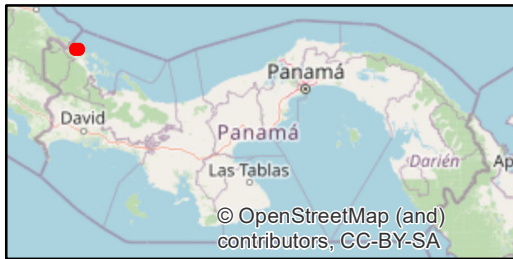 Panamá
David
Panamá
Darién
Ap
Las Tablas
© OpenStreetMap (and)
contributors, CC-BY-SA